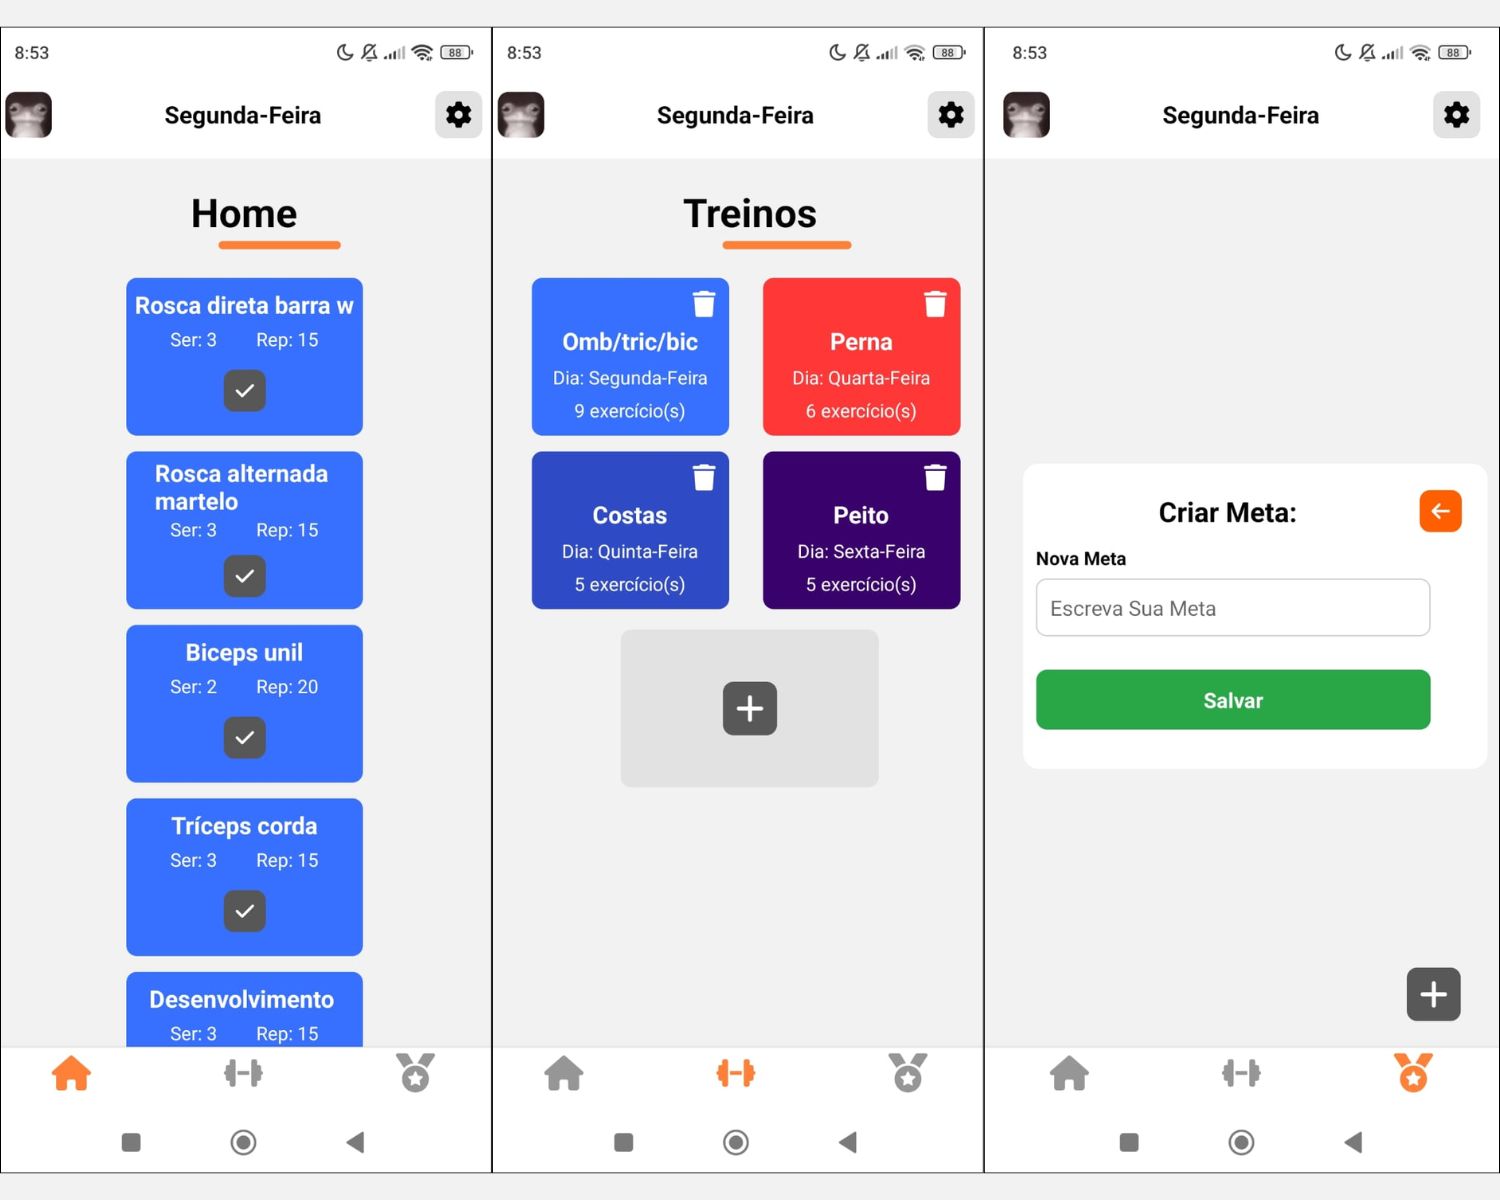 8:53
88
Segunda-Feira
Home
Rosca direta barra w
Ser: 3 Rep: 15
Rosca alternada
martelo
Ser: 3 Rep: 15
Biceps unil
Ser: 2 Rep: 20
Tríceps corda
Ser: 3 Rep: 15
Desenvolvimento
Ser: 3 Rep: 15
8:53
88
Segunda-Feira
Treinos
Omb/tric/bic
Dia: Segunda-Feira
9 exercício(s)
Perna
Dia: Quarta-Feira
6 exercício(s)
Costas
Dia: Quinta-Feira
5 exercício(s)
Peito
Dia: Sexta-Feira
5 exercício(s)
8:53
88
Segunda-Feira
Criar Meta:
Nova Meta
Escreva Sua Meta
Salvar